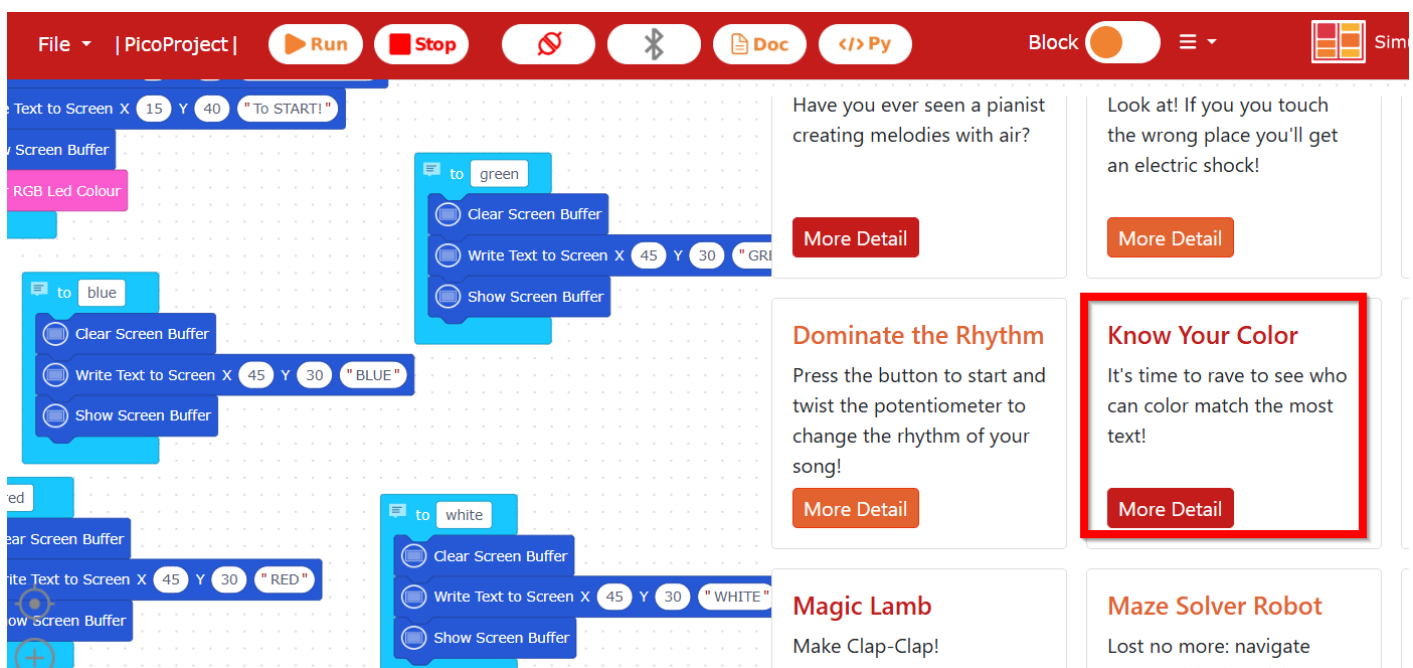 File |PicoProject| Run Stop Doc </> Py Block
Text to Screen X 15 Y 40 "To START!"
Screen Buffer
RGB Led Colour
to blue
Clear Screen Buffer
Write Text to Screen X 45 Y 30 "BLUE"
Show Screen Buffer
red
ear Screen Buffer
rite Text to Screen X 45 Y 30 "RED"
ow Screen Buffer
to green
Clear Screen Buffer
Write Text to Screen X 45 Y 30 "GRE
Show Screen Buffer
to white
Clear Screen Buffer
Write Text to Screen X 45 Y 30 "WHITE"
Show Screen Buffer
Have you ever seen a pianist
creating melodies with air?
More Detail
Look at! If you you touch
the wrong place you'll get
an electric shock!
More Detail
Dominate the Rhythm
Press the button to start and
twist the potentiometer to
change the rhythm of your
song!
More Detail
Know Your Color
It's time to rave to see who
can color match the most
text!
More Detail
Magic Lamb
Make Clap-Clap!
Maze Solver Robot
Lost no more: navigate